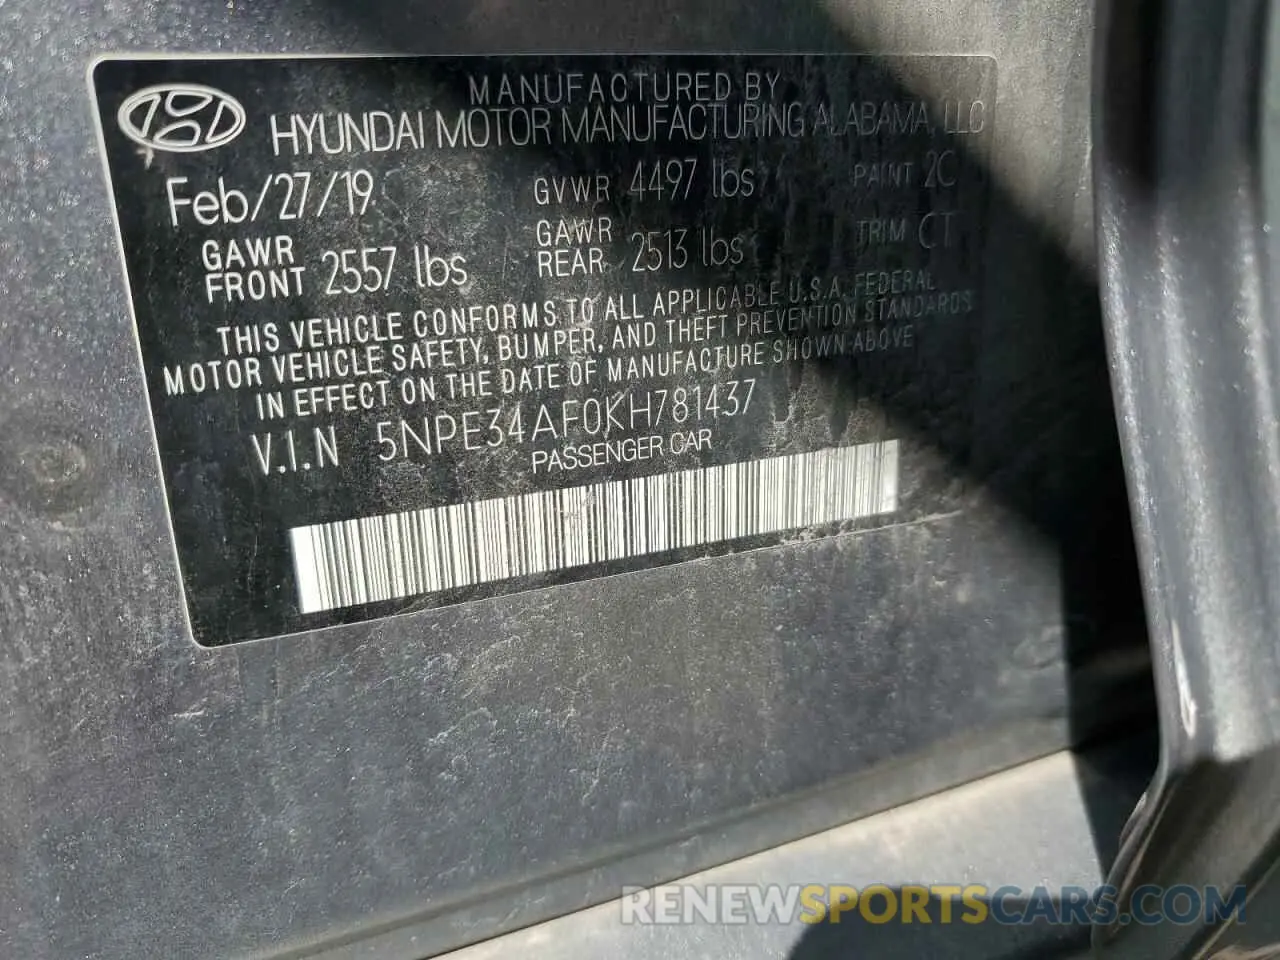 MANUFACTURED BY
HYUNDAI MOTOR MANUFACTURING ALABAMA, LLC
Feb/27/19 GVWR 4497 lbs PAINT 2C
GAWR FRONT 2557 lbs GAWR REAR 2513 lbs TRIM CT
THIS VEHICLE CONFORMS TO ALL APPLICABLE U.S.A. FEDERAL
MOTOR VEHICLE SAFETY, BUMPER, AND THEFT PREVENTION STANDARDS
IN EFFECT ON THE DATE OF MANUFACTURE SHOWN ABOVE
V.I.N 5NPE34AF0KH781437
PASSENGER CAR
RENEWSPORTSCARS.COM